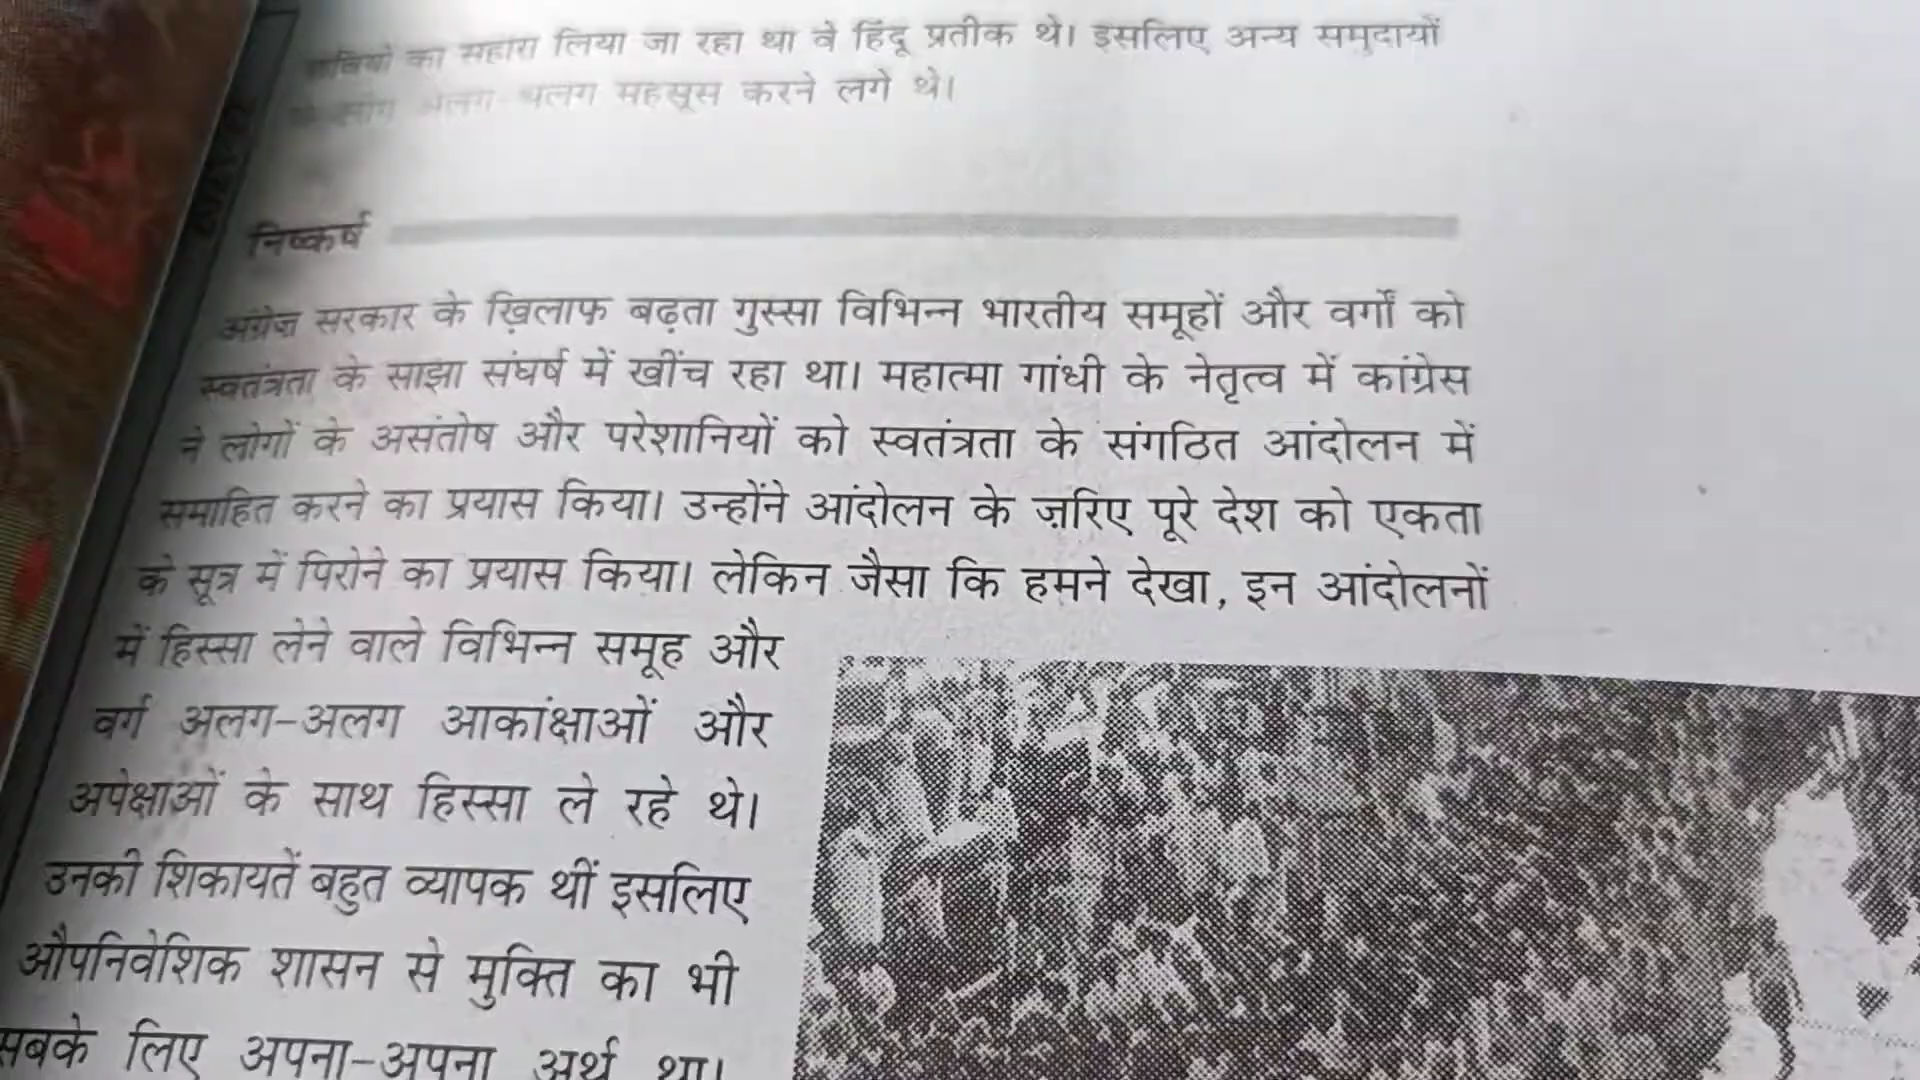 का सहारा लिया जा रहा था वे हिंदू प्रतीक थे। इसलिए अन्य समुदायों
लोग अलग-थलग महसूस करने लगे थे।
निष्कर्ष
अंग्रेज़ सरकार के ख़िलाफ़ बढ़ता गुस्सा विभिन्न भारतीय समूहों और वर्गों को
स्वतंत्रता के साझा संघर्ष में खींच रहा था। महात्मा गांधी के नेतृत्व में कांग्रेस
ने लोगों के असंतोष और परेशानियों को स्वतंत्रता के संगठित आंदोलन में
समाहित करने का प्रयास किया। उन्होंने आंदोलन के ज़रिए पूरे देश को एकता
के सूत्र में पिरोने का प्रयास किया। लेकिन जैसा कि हमने देखा, इन आंदोलनों
में हिस्सा लेने वाले विभिन्न समूह और
वर्ग अलग-अलग आकांक्षाओं और
अपेक्षाओं के साथ हिस्सा ले रहे थे।
उनकी शिकायतें बहुत व्यापक थीं इसलिए
औपनिवेशिक शासन से मुक्ति का भी
सबके लिए अपना-अपना अर्थ था।